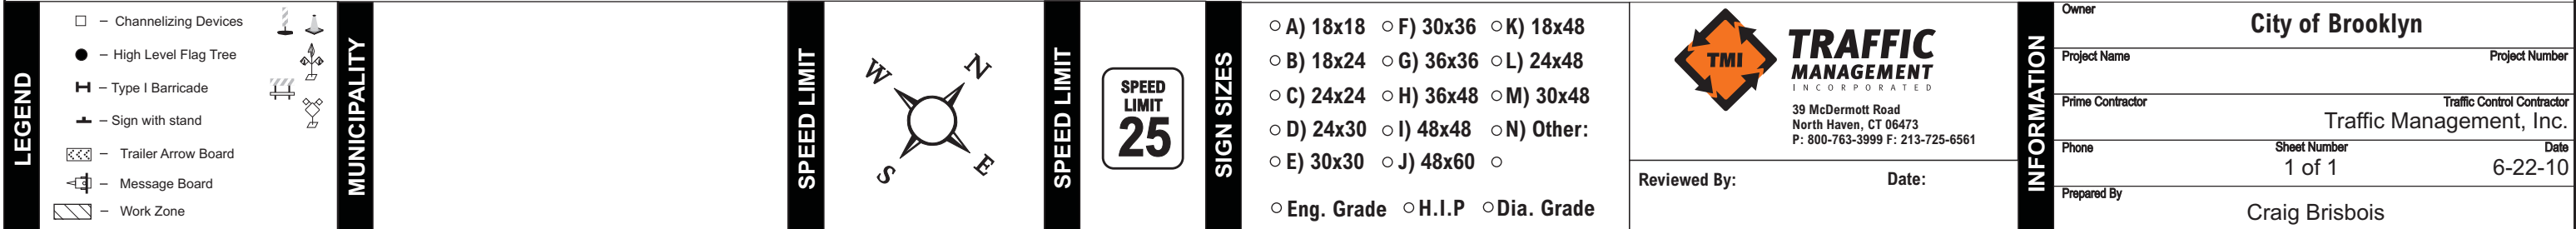 LEGEND
– Channelizing Devices
– High Level Flag Tree
– Type I Barricade
– Sign with stand
– Trailer Arrow Board
– Message Board
– Work Zone
MUNICIPALITY
SPEED LIMIT
W
N
S
E
SPEED LIMIT
SPEED
LIMIT
25
SIGN SIZES
A) 18x18 F) 30x36 K) 18x48
B) 18x24 G) 36x36 L) 24x48
C) 24x24 H) 36x48 M) 30x48
D) 24x30 I) 48x48 N) Other:
E) 30x30 J) 48x60
Eng. Grade H.I.P Dia. Grade
TMI
TRAFFIC
MANAGEMENT
INCORPORATED
39 McDermott Road
North Haven, CT 06473
P: 800-763-3999 F: 213-725-6561
Reviewed By: Date:
INFORMATION
Owner
City of Brooklyn
Project Name Project Number
Prime Contractor Traffic Control Contractor
Traffic Management, Inc.
Phone Sheet Number Date
1 of 1 6-22-10
Prepared By
Craig Brisbois